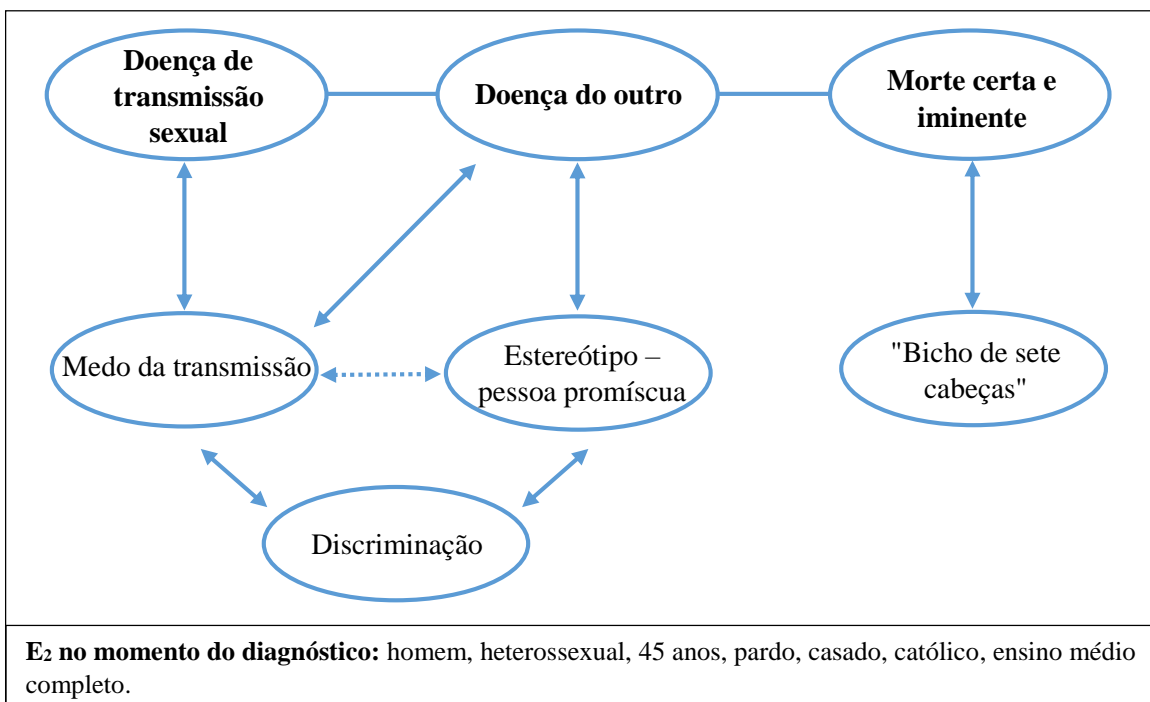 Doença de
transmissão
sexual
Doença do outro
Morte certa e
iminente
Medo da transmissão
Estereótipo –
pessoa promíscua
"Bicho de sete
cabeças"
Discriminação
E₂ no momento do diagnóstico: homem, heterossexual, 45 anos, pardo, casado, católico, ensino médio
completo.